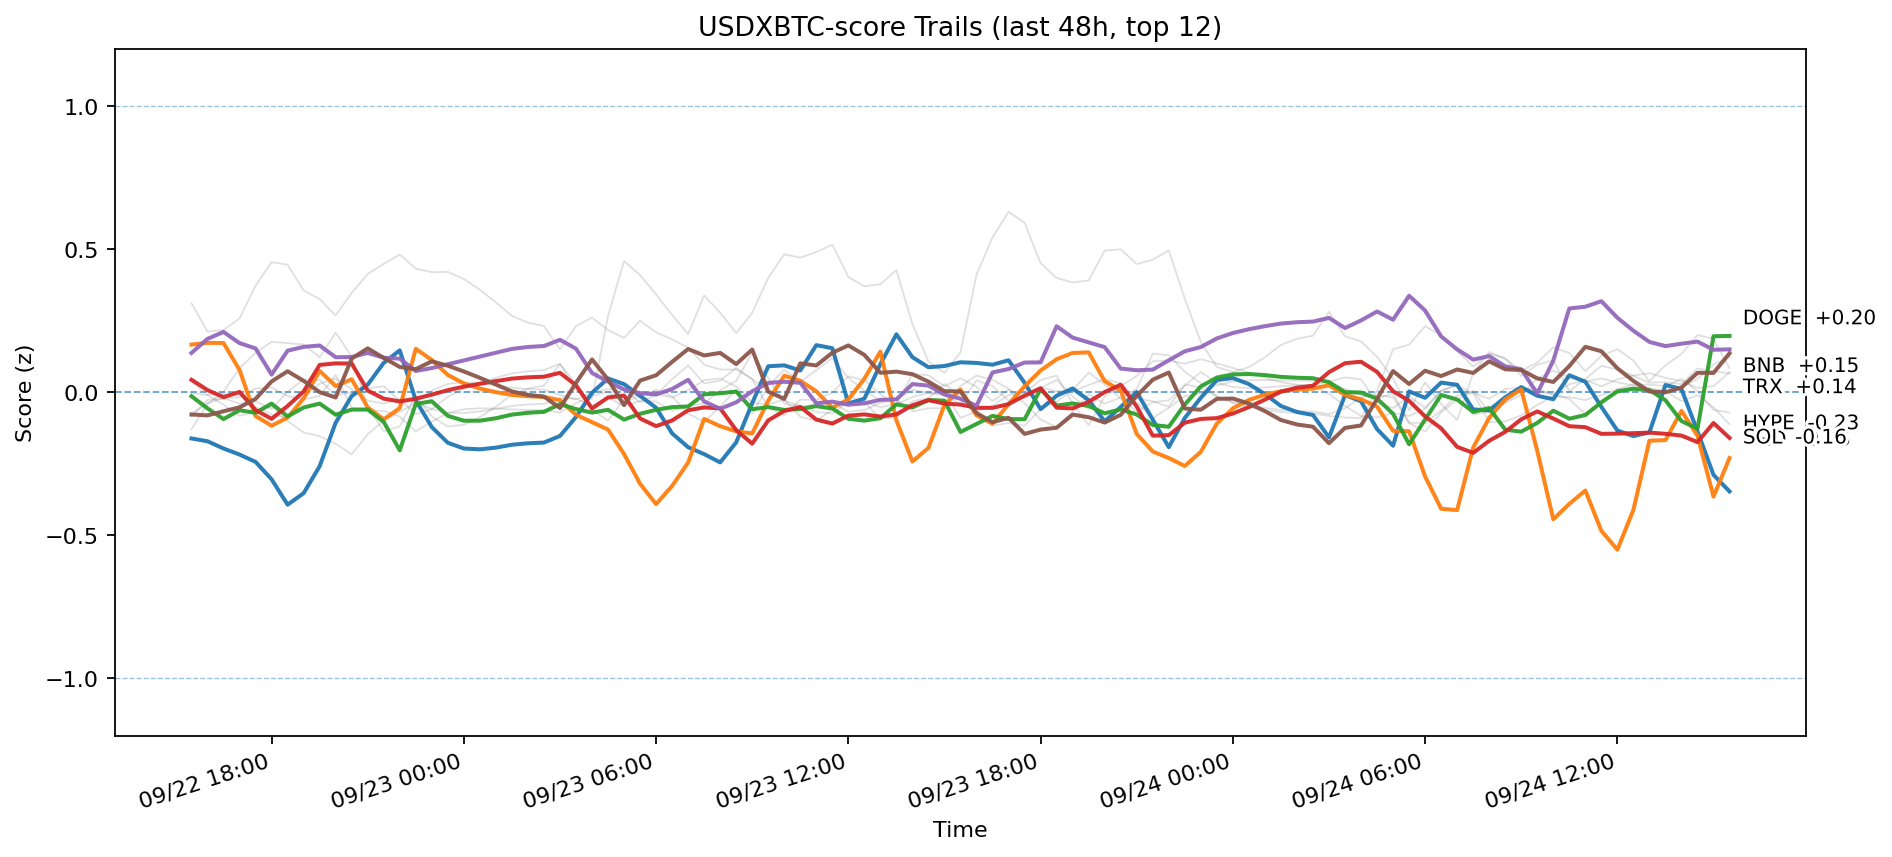 USDXBTC-score Trails (last 48h, top 12)
Score (z)
1.0
0.5
0.0
−0.5
−1.0
DOGE +0.20
BNB +0.15
TRX +0.14
HYPE -0.23
SOL -0.16
09/22 18:00
09/23 00:00
09/23 06:00
09/23 12:00
09/23 18:00
09/24 00:00
09/24 06:00
09/24 12:00
Time